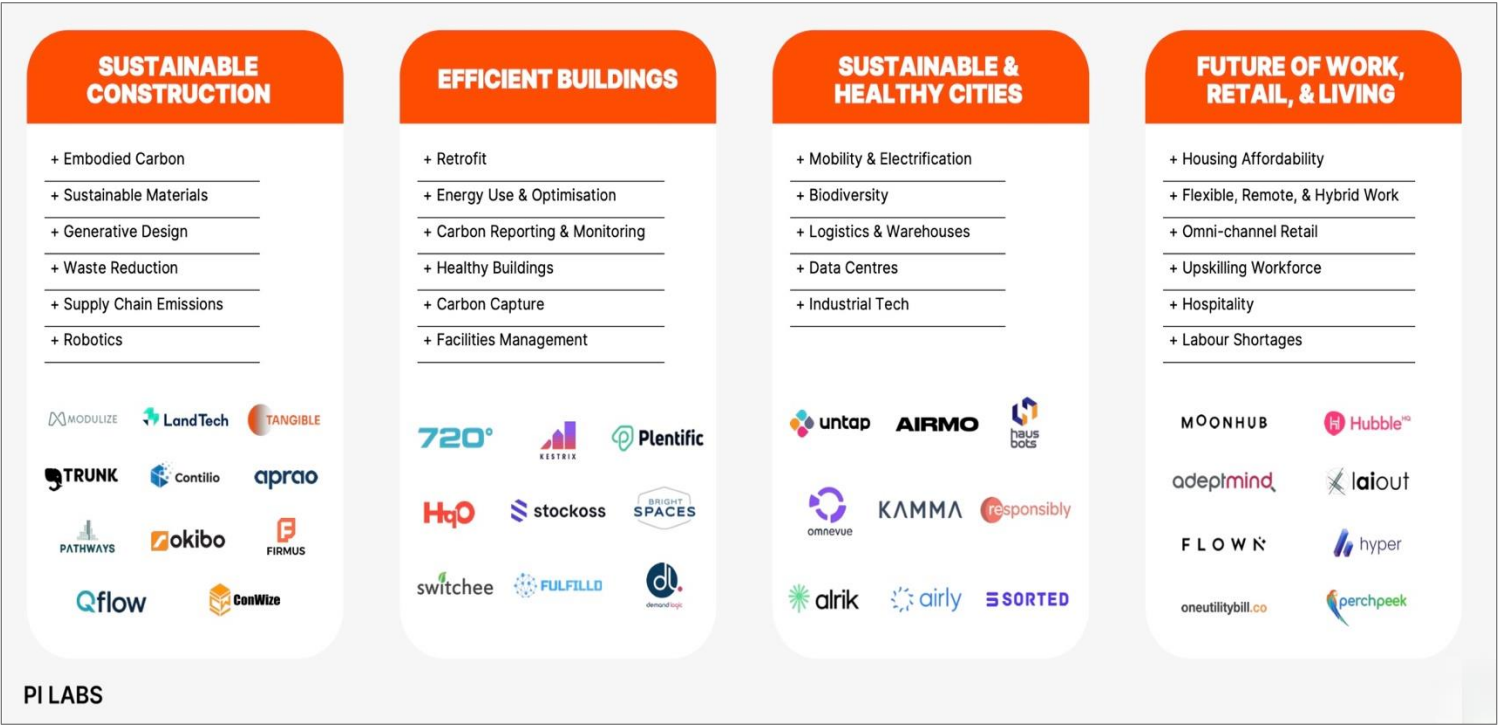 SUSTAINABLE
CONSTRUCTION
+ Embodied Carbon
+ Sustainable Materials
+ Generative Design
+ Waste Reduction
+ Supply Chain Emissions
+ Robotics
MODULIZE
LandTech
TANGIBLE
TRUNK
Contilio
aprao
PATHWAYS
okibo
FIRMUS
Qflow
ConWize
EFFICIENT BUILDINGS
+ Retrofit
+ Energy Use & Optimisation
+ Carbon Reporting & Monitoring
+ Healthy Buildings
+ Carbon Capture
+ Facilities Management
720°
KESTRIX
Plentific
HqO
stockoss
BRIGHT
SPACES
switchee
FULFILLD
dl.
demand logic
SUSTAINABLE &
HEALTHY CITIES
+ Mobility & Electrification
+ Biodiversity
+ Logistics & Warehouses
+ Data Centres
+ Industrial Tech
untap
AIRMO
haus
bots
omnevue
KAMMA
responsibly
alrik
airly
SORTED
FUTURE OF WORK,
RETAIL, & LIVING
+ Housing Affordability
+ Flexible, Remote, & Hybrid Work
+ Omni-channel Retail
+ Upskilling Workforce
+ Hospitality
+ Labour Shortages
MOONHUB
Hubble HQ
adeptmind
laiout
FLOWN
hyper
oneutilitybill.co
perchpeek
PI LABS